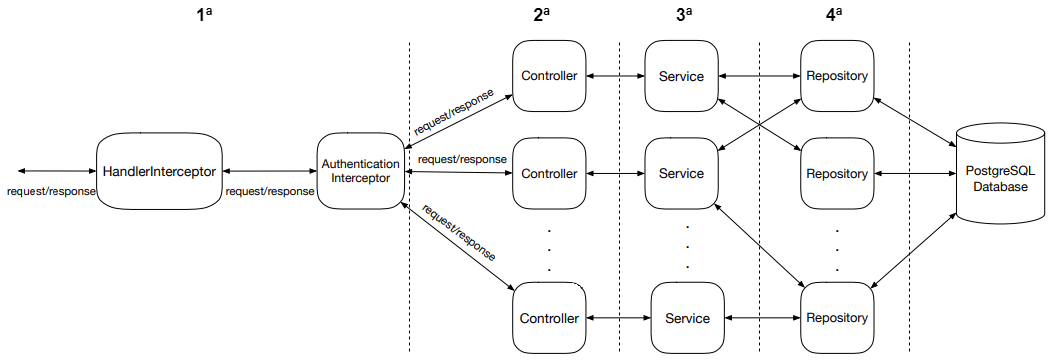 1ª
2ª
3ª
4ª
Controller
Service
Repository
request/response
HandlerInterceptor
Authentication
Interceptor
request/response
Controller
Service
Repository
PostgreSQL
Database
request/response
request/response
request/response
. . .
. . .
. . .
Controller
Service
Repository